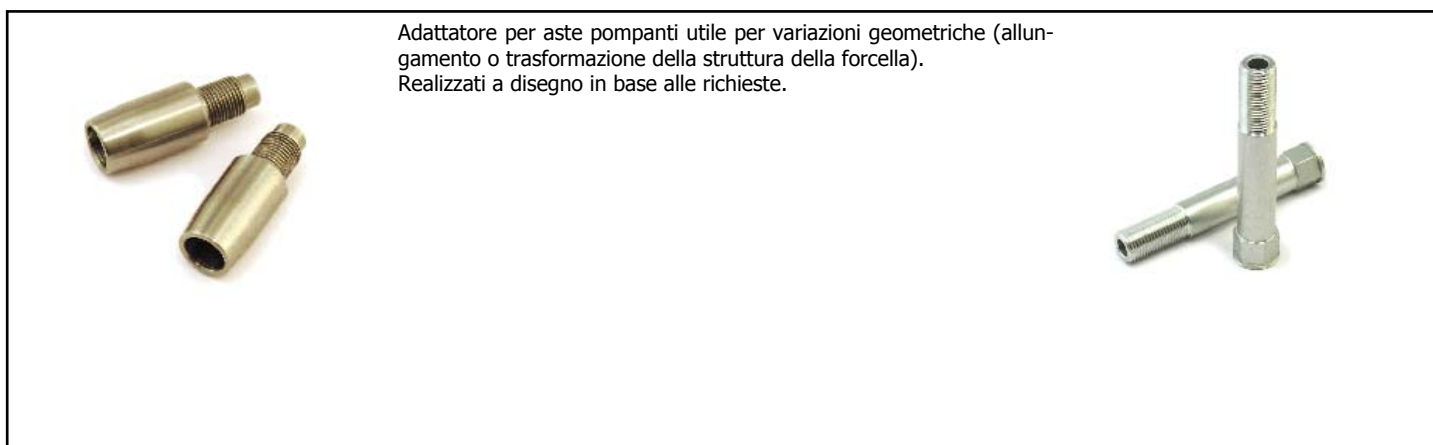 Adattatore per aste pompanti utile per variazioni geometriche (allun-
gamento o trasformazione della struttura della forcella).
Realizzati a disegno in base alle richieste.